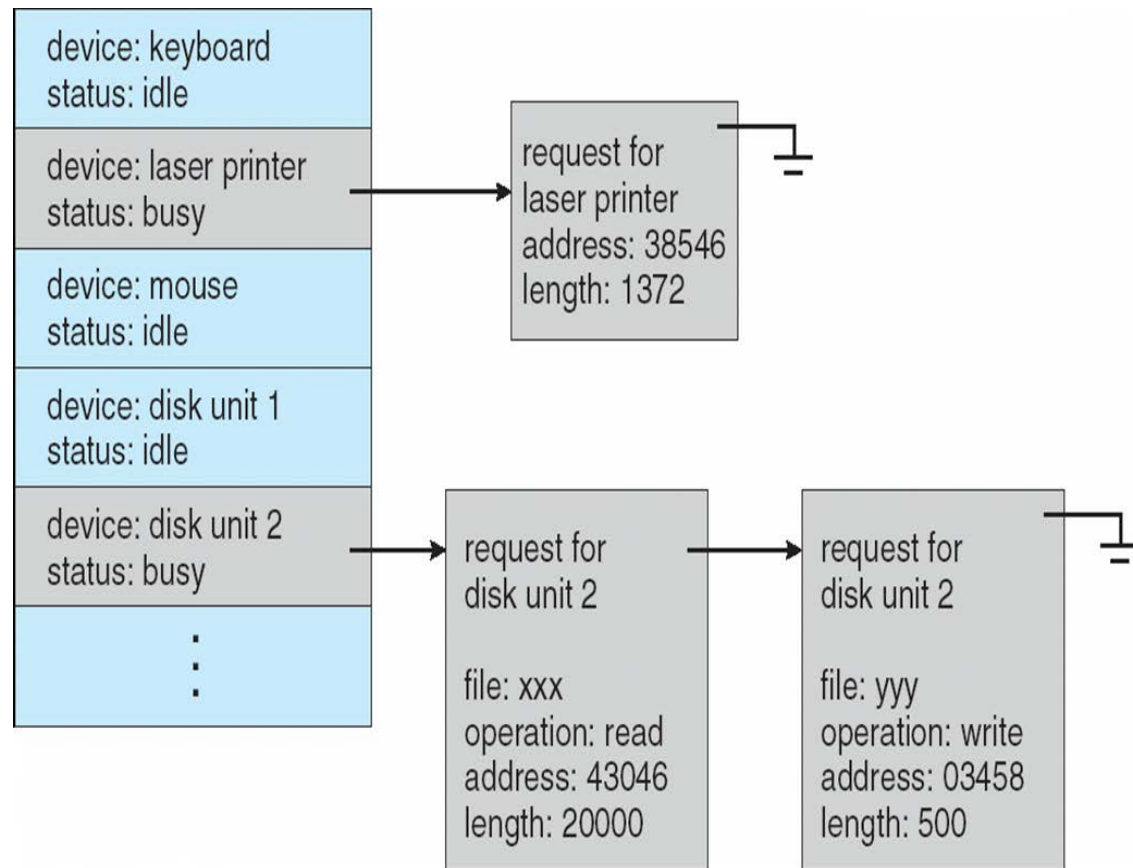 device: keyboard
status: idle
device: laser printer
status: busy
device: mouse
status: idle
device: disk unit 1
status: idle
device: disk unit 2
status: busy
request for
laser printer
address: 38546
length: 1372
request for
disk unit 2
file: xxx
operation: read
address: 43046
length: 20000
request for
disk unit 2
file: yyy
operation: write
address: 03458
length: 500